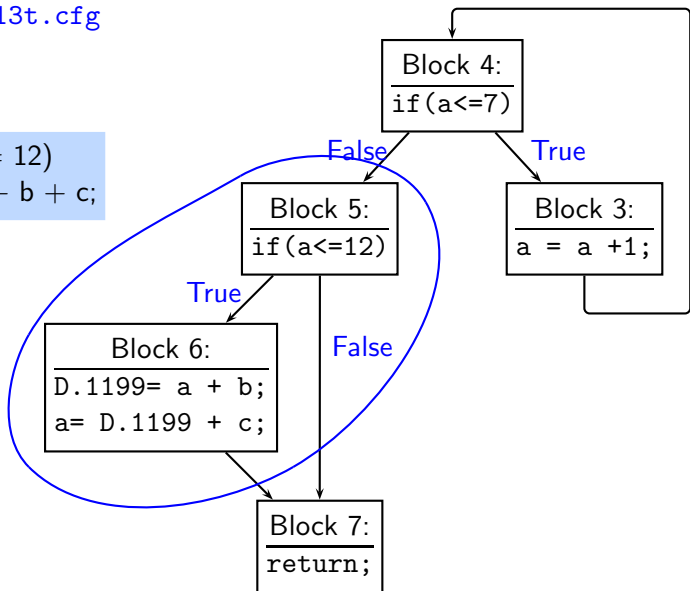 13t.cfg
Block 4:
if(a<=7)
False
True
= 12)
+ b + c;
Block 5:
if(a<=12)
Block 3:
a = a +1;
True
False
Block 6:
D.1199= a + b;
a= D.1199 + c;
Block 7:
return;